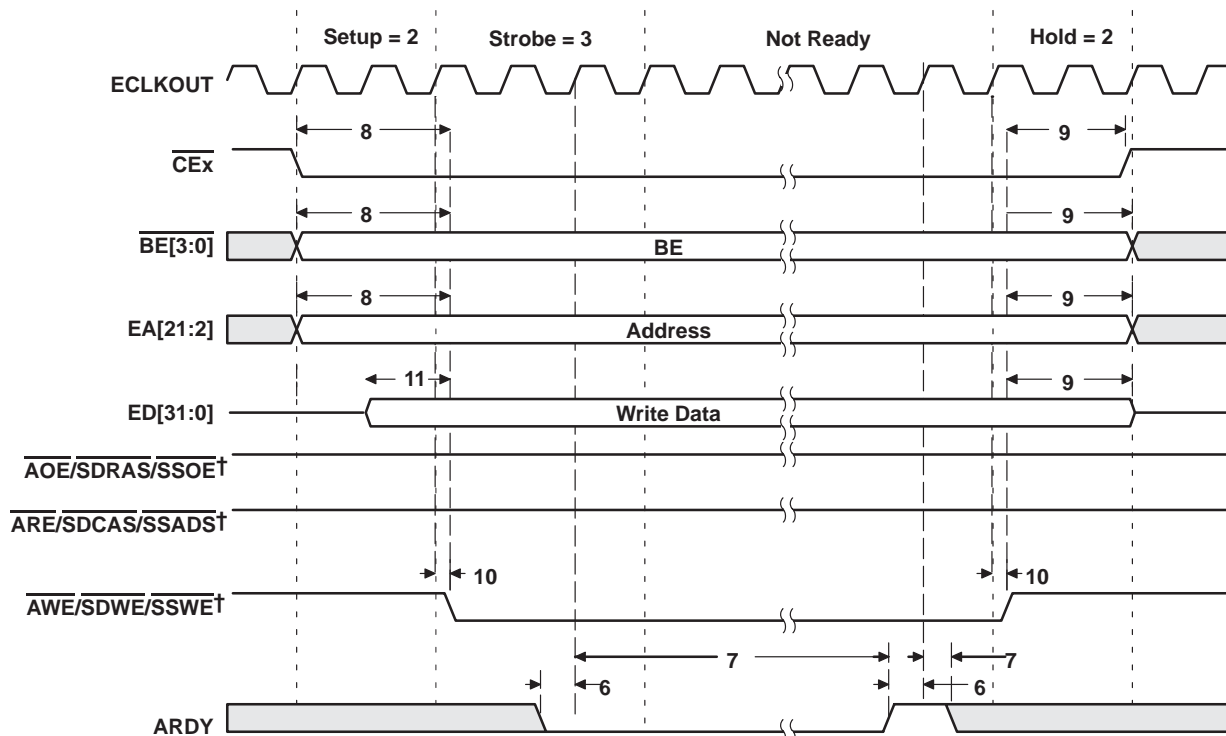 Setup = 2 Strobe = 3 Not Ready Hold = 2
ECLKOUT
8 9
CEx
8 9
BE[3:0] BE
8 9
EA[21:2] Address
11 9
ED[31:0] Write Data
AOE/SDRAS/SSOE†
ARE/SDCAS/SSADS†
10 10
AWE/SDWE/SSWE†
7 7
6 6
ARDY